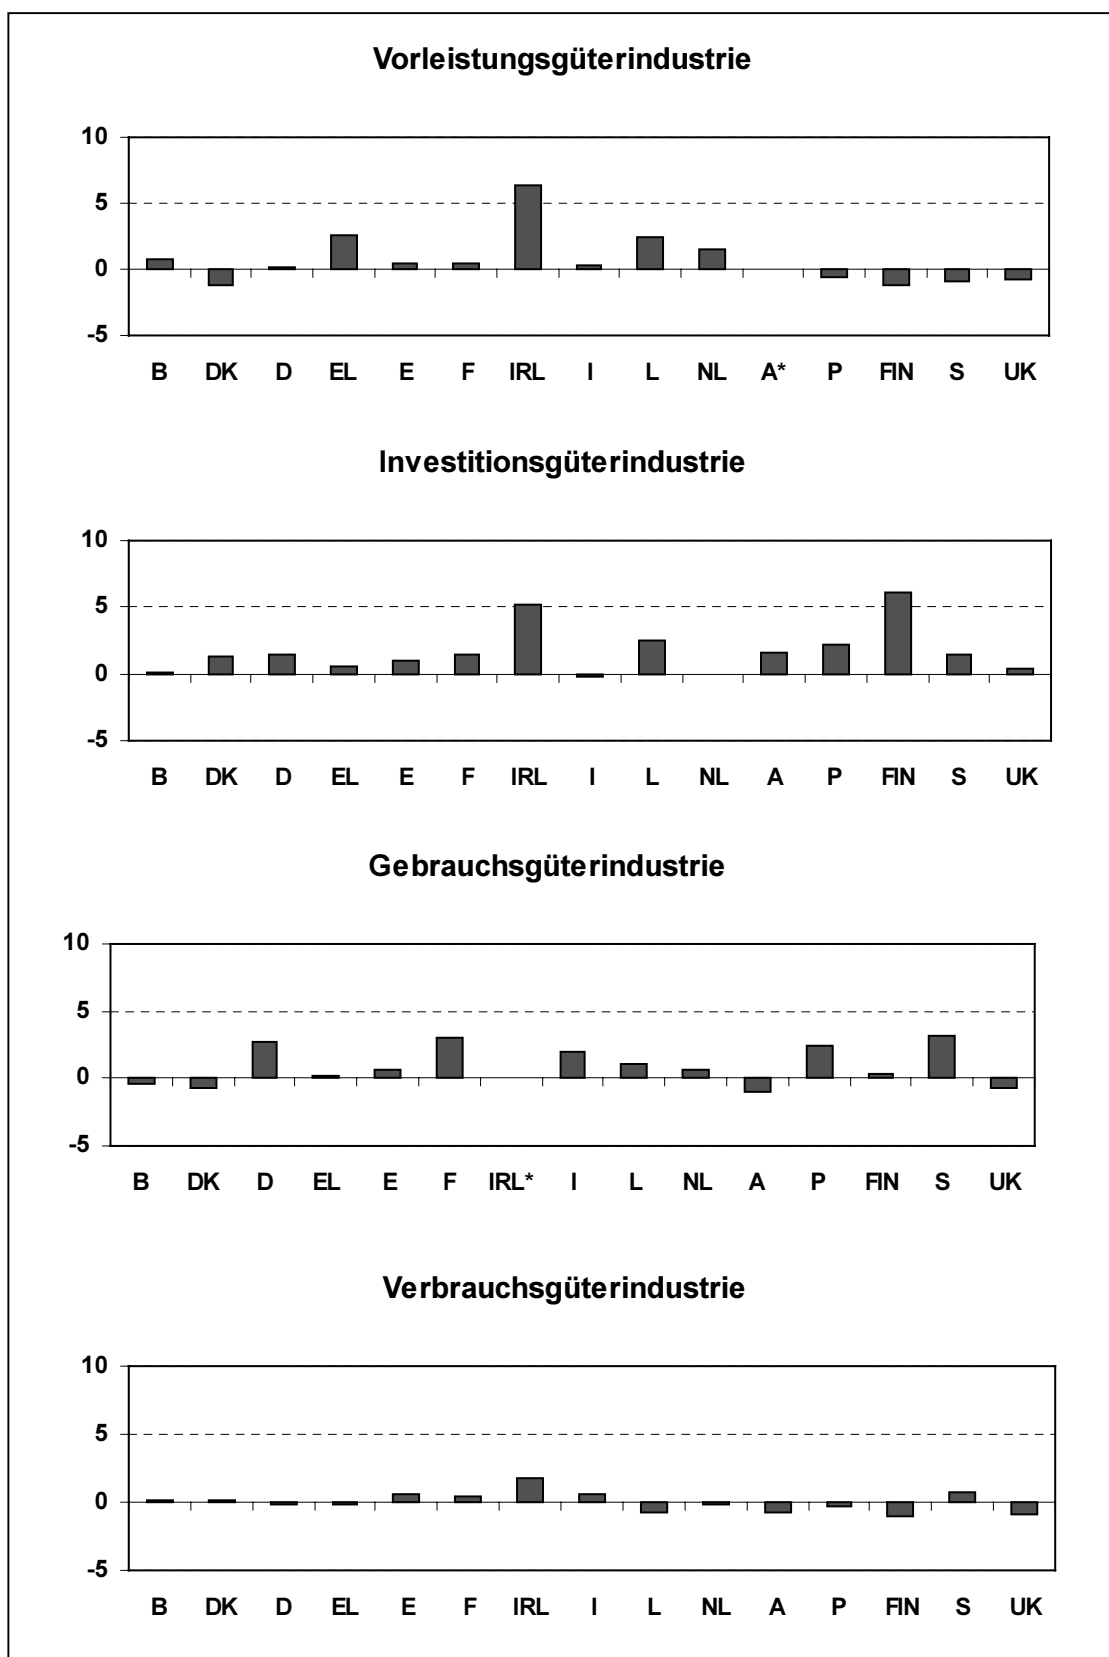 Vorleistungsgüterindustrie
10
5
0
-5
B DK D EL E F IRL I L NL A* P FIN S UK
Investitionsgüterindustrie
10
5
0
-5
B DK D EL E F IRL I L NL A P FIN S UK
Gebrauchsgüterindustrie
10
5
0
-5
B DK D EL E F IRL* I L NL A P FIN S UK
Verbrauchsgüterindustrie
10
5
0
-5
B DK D EL E F IRL I L NL A P FIN S UK